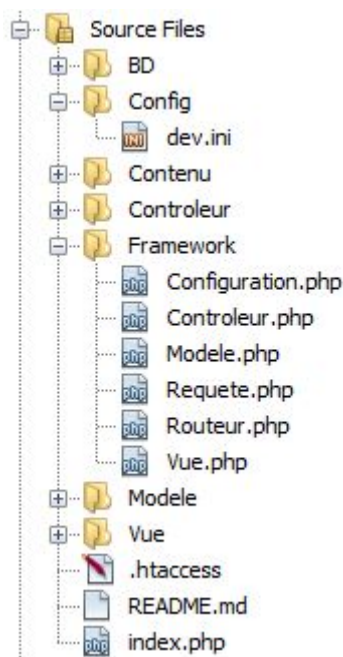 Source Files
BD
Config
dev.ini
Contenu
Controleur
Framework
Configuration.php
Controleur.php
Modele.php
Requete.php
Routeur.php
Vue.php
Modele
Vue
.htaccess
README.md
index.php